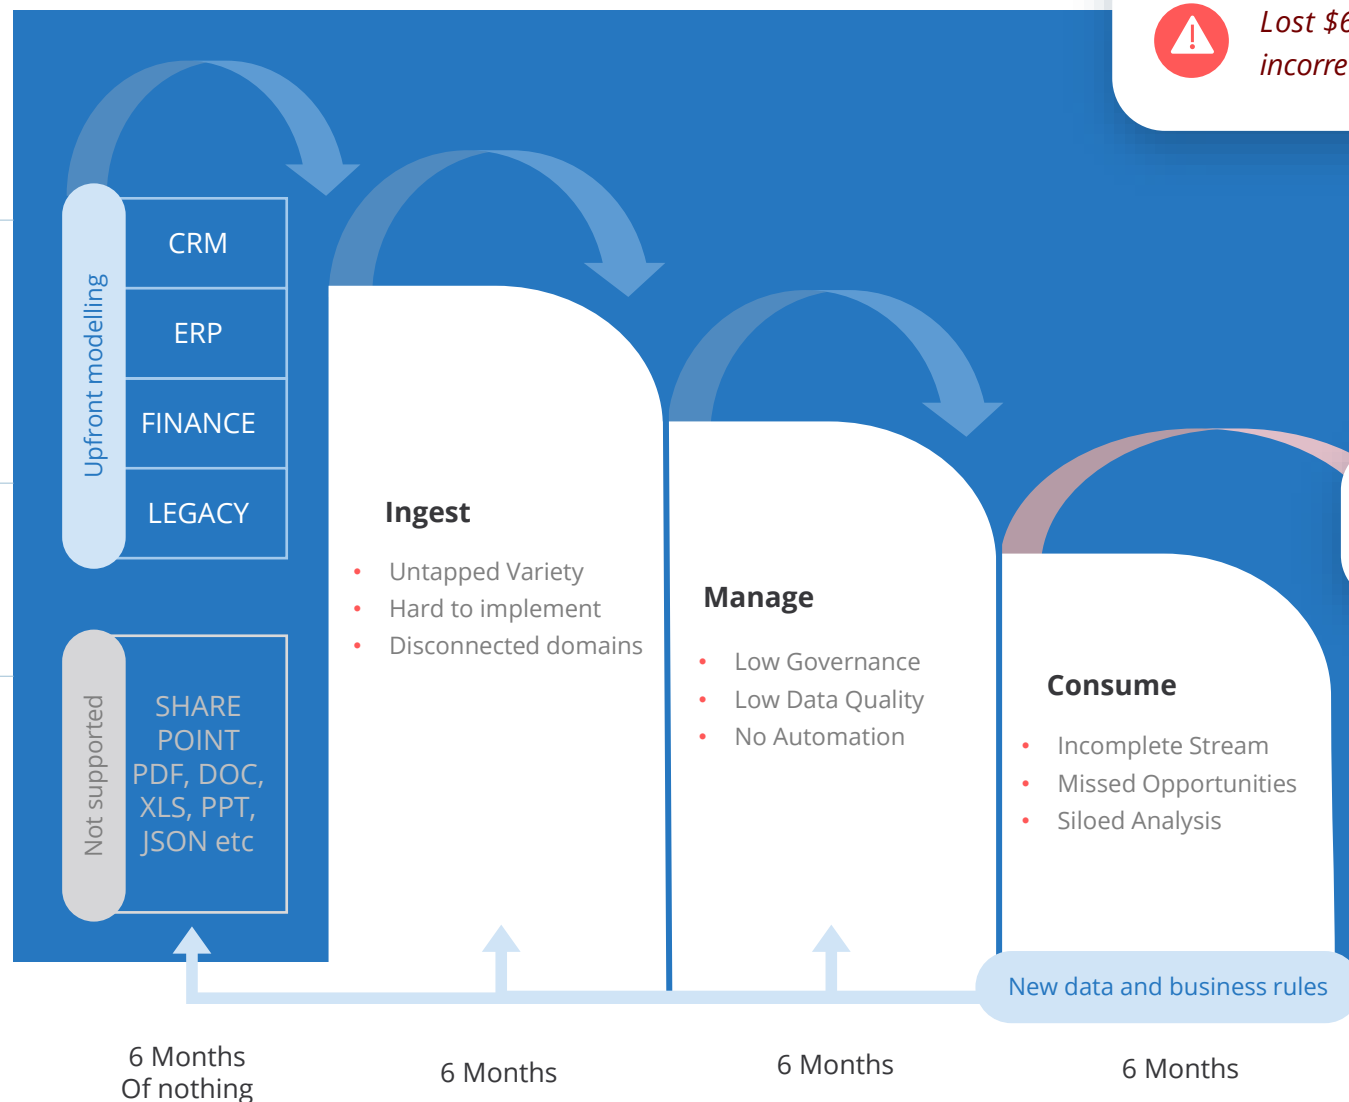 Lost $6
incorre
Upfront modelling
CRM
ERP
FINANCE
LEGACY
Not supported
SHARE
POINT
PDF, DOC,
XLS, PPT,
JSON etc
Ingest
• Untapped Variety
• Hard to implement
• Disconnected domains
Manage
• Low Governance
• Low Data Quality
• No Automation
Consume
• Incomplete Stream
• Missed Opportunities
• Siloed Analysis
New data and business rules
6 Months
Of nothing
6 Months
6 Months
6 Months